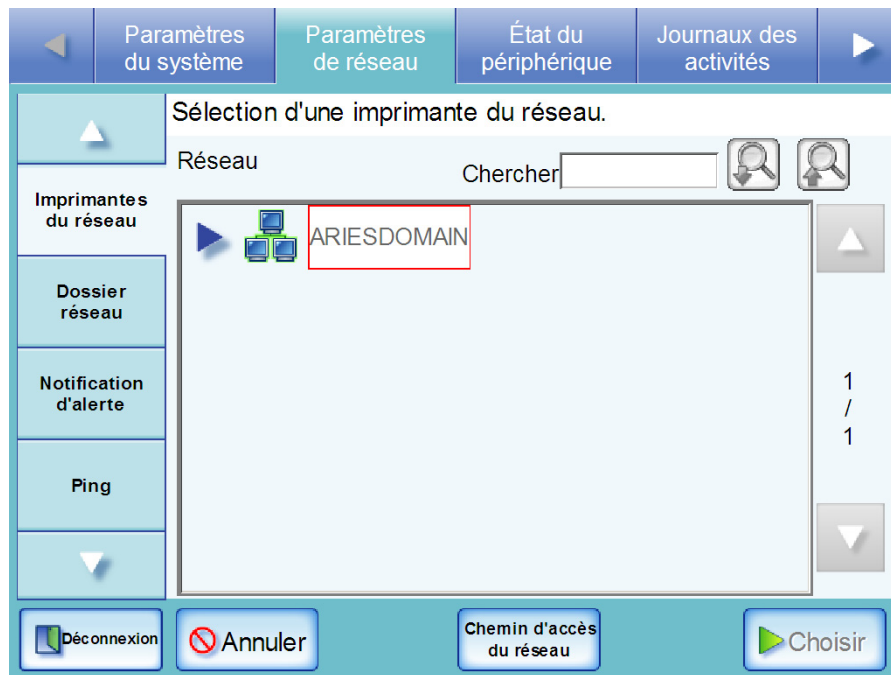 Paramètres
du système
Paramètres
de réseau
État du
périphérique
Journaux des
activités
Sélection d'une imprimante du réseau.
Réseau
Chercher
Imprimantes
du réseau
ARIESDOMAIN
Dossier
réseau
Notification
d'alerte
1
/
1
Ping
Déconnexion
Annuler
Chemin d'accès
du réseau
Choisir